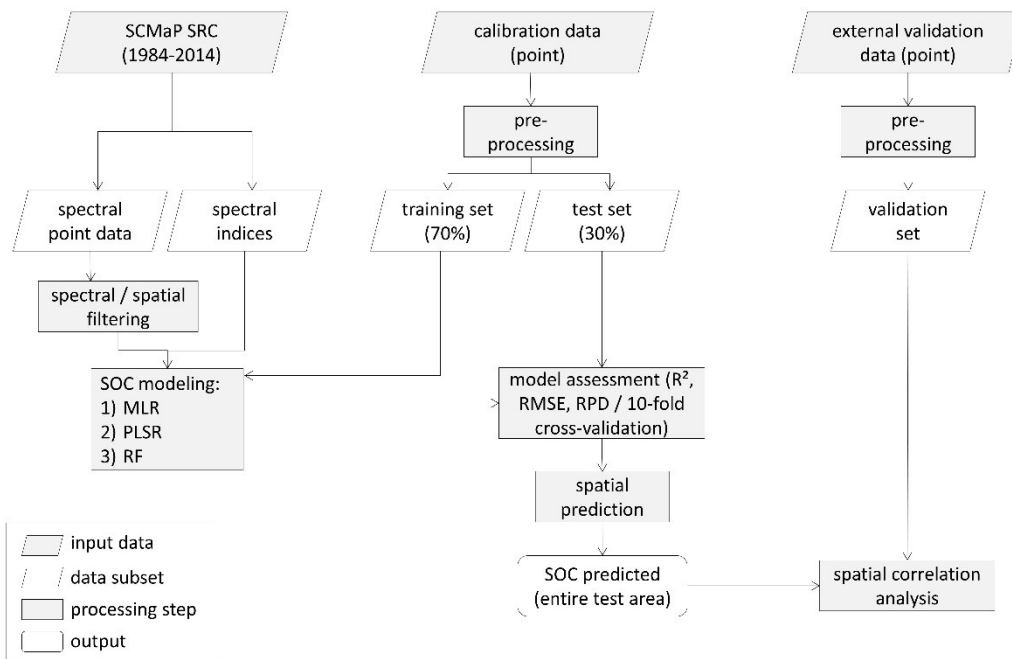 SCMaP SRC
(1984-2014)
calibration data
(point)
external validation
data (point)
pre-
processing
pre-
processing
spectral
point data
spectral
indices
training set
(70%)
test set
(30%)
validation
set
spectral / spatial
filtering
SOC modeling:
1) MLR
2) PLSR
3) RF
model assessment (R²,
RMSE, RPD / 10-fold
cross-validation)
spatial
prediction
SOC predicted
(entire test area)
spatial correlation
analysis
input data
data subset
processing step
output